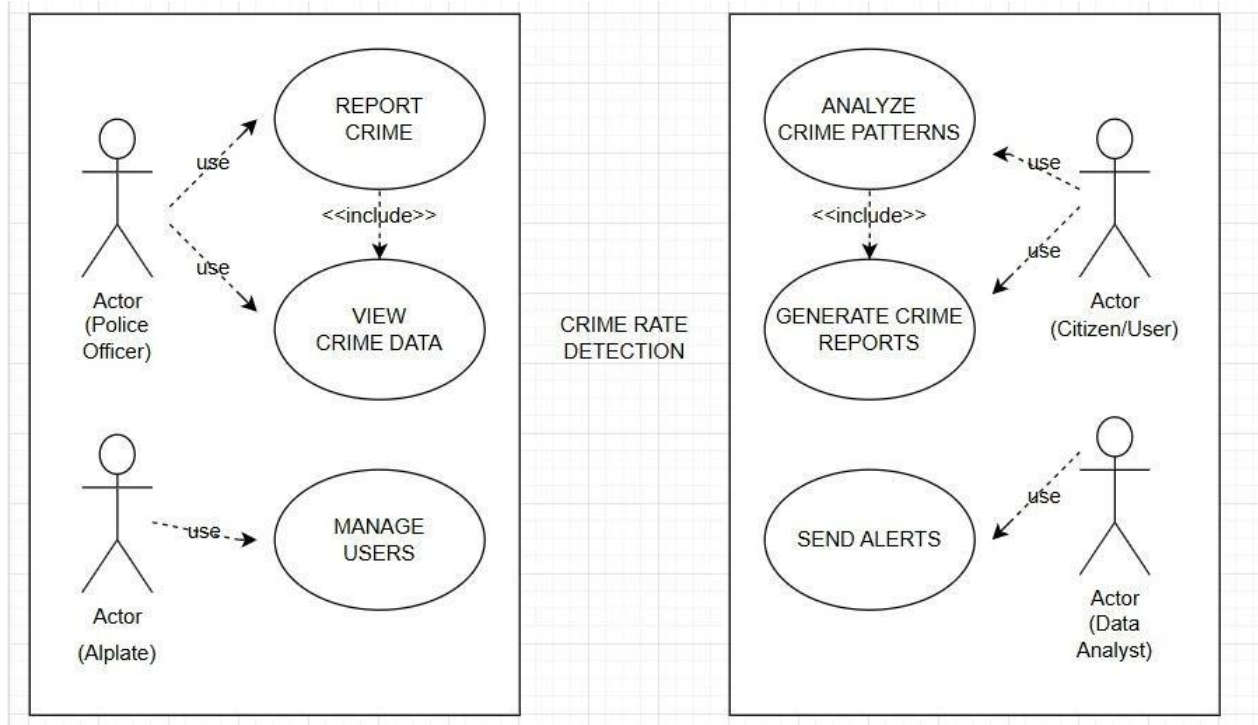 REPORT
CRIME
use
<<include>>
use
Actor
(Police
Officer)
VIEW
CRIME DATA
use
MANAGE
USERS
Actor
(Alplate)
CRIME RATE
DETECTION
ANALYZE
CRIME PATTERNS
use
<<include>>
use
GENERATE CRIME
REPORTS
Actor
(Citizen/User)
use
SEND ALERTS
Actor
(Data
Analyst)